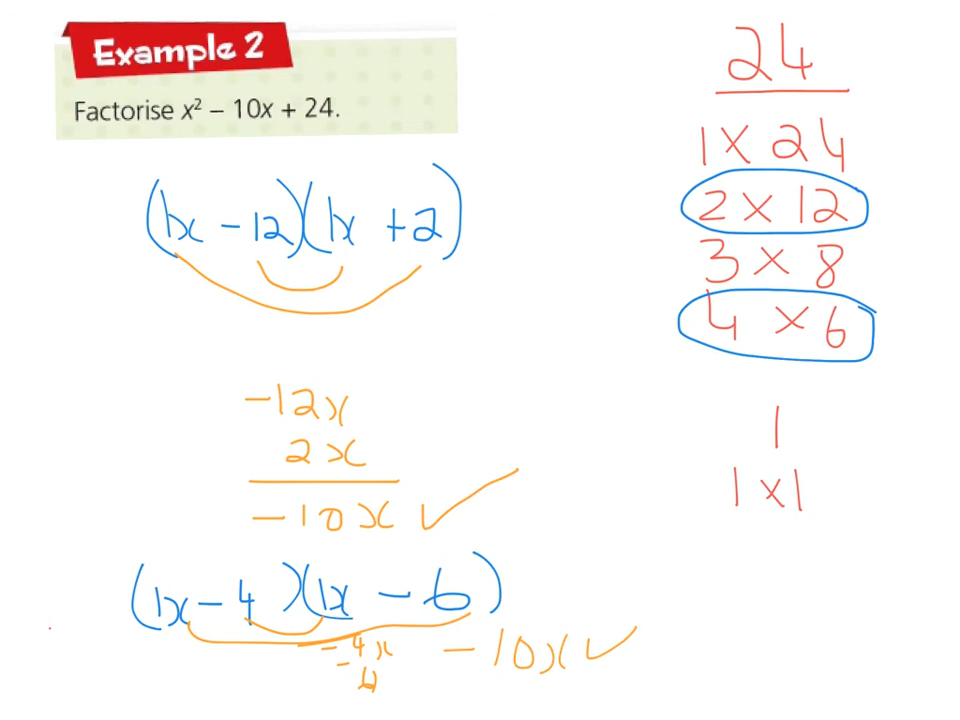 Example 2
Factorise x² – 10x + 24.
(1x – 12)(1x + 2)
-12x
2x
-10x ✓
(1x – 4)(1x – 6)
-4x
-10x ✓
24
1 x 24
2 x 12
3 x 8
4 x 6
1
1 x 1